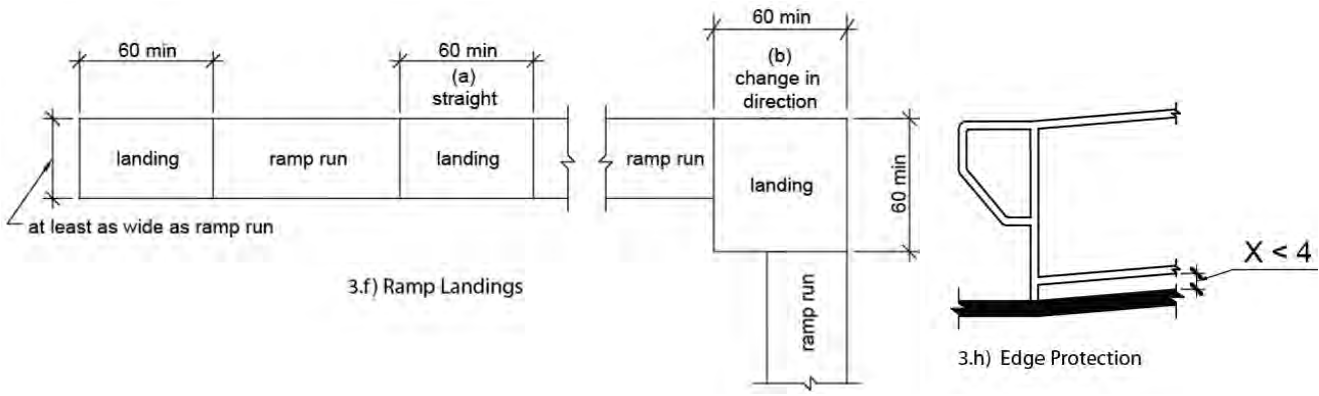 60 min
60 min
(a)
straight
60 min
(b)
change in
direction
landing
ramp run
landing
ramp run
landing
60 min
at least as wide as ramp run
ramp run
3.f) Ramp Landings
X < 4
3.h) Edge Protection